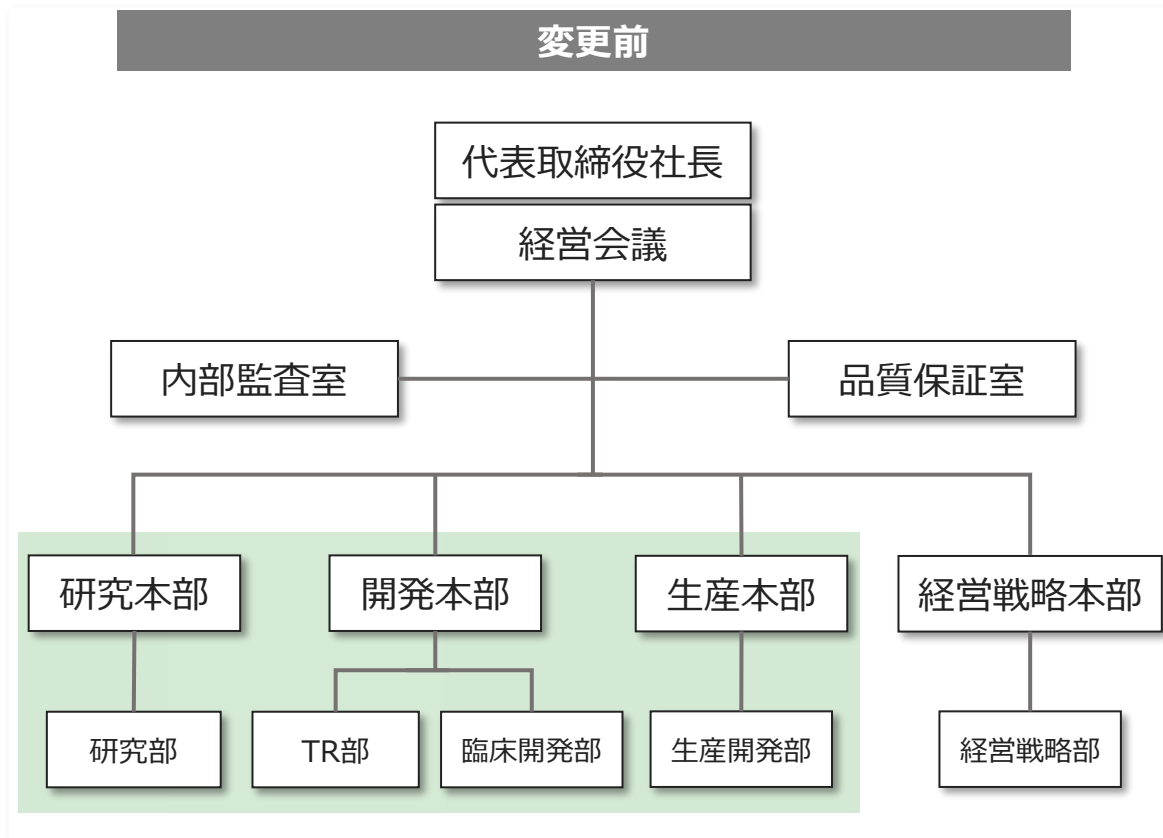 変更前
代表取締役社長
経営会議
内部監査室
品質保証室
研究本部
開発本部
生産本部
経営戦略本部
研究部
TR部
臨床開発部
生産開発部
経営戦略部